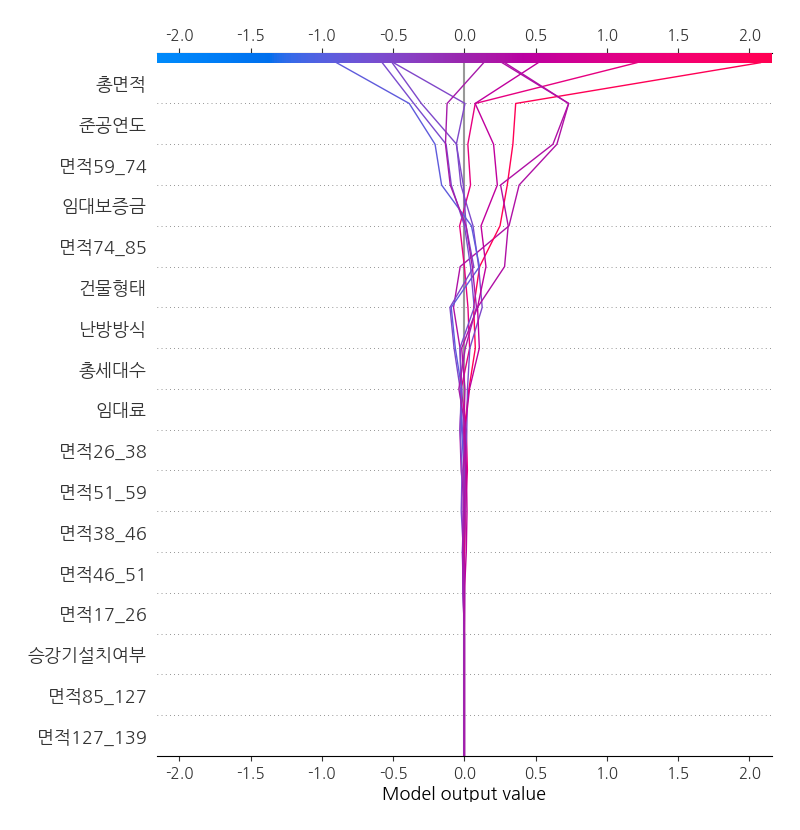 -2.0 -1.5 -1.0 -0.5 0.0 0.5 1.0 1.5 2.0
총면적
준공연도
면적59_74
임대보증금
면적74_85
건물형태
난방방식
총세대수
임대료
면적26_38
면적51_59
면적38_46
면적46_51
면적17_26
승강기설치여부
면적85_127
면적127_139
-2.0 -1.5 -1.0 -0.5 0.0 0.5 1.0 1.5 2.0
Model output value